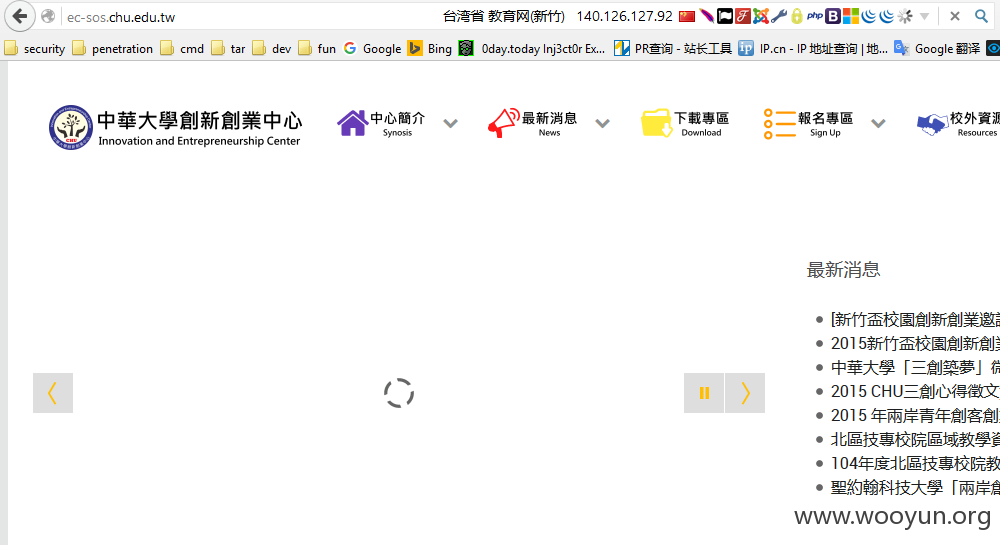 ec-sos.chu.edu.tw 台湾省 教育网(新竹) 140.126.127.92 php
security penetration cmd tar dev fun Google Bing 0day.today Inj3ct0r Ex... PR查询 - 站长工具 IP.cn - IP 地址查询 | 地... Google 翻译
中華大學創新創業中心 中心簡介 最新消息 下載專區 報名專區 校外資源
Innovation and Entrepreneurship Center Synosis News Download Sign Up Resources
最新消息
[新竹盃校園創新創業邀
2015新竹盃校園創新創業
中華大學「三創築夢」微
2015 CHU三創心得徵文
2015 年兩岸青年創客創
北區技專校院區域教學資
104年度北區技專校院教
聖約翰科技大學「兩岸創
www.wooyun.org